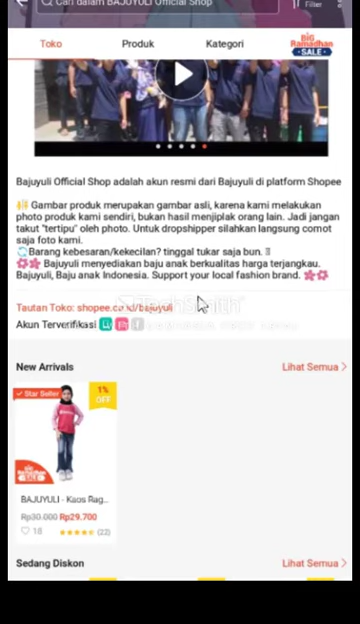 Cari dalam BAJUYULI Official Shop
Filter
Toko
Produk
Kategori
BIG
Ramadhan
SALE
Bajuyuli Official Shop adalah akun resmi dari Bajuyuli di platform Shopee
Gambar produk merupakan gambar asli, karena kami melakukan
photo produk kami sendiri, bukan hasil menjiplak orang lain. Jadi jangan
takut "tertipu" oleh photo. Untuk dropshipper silahkan langsung comot
saja foto kami.
Barang kebesaran/kekecilan? tinggal tukar saja bun.
Bajuyuli menyediakan baju anak berkualitas harga terjangkau.
Bajuyuli, Baju anak Indonesia. Support your local fashion brand.
TechSmith
Tautan Toko: shopee.co.id/bajuyuli
Akun Terverifikasi
New Arrivals
Lihat Semua
Star Seller
1%
OFF
BIG
Ramadhan
SALE
BAJUYULI - Kaos Rag...
Rp30.000 Rp29.700
18
(22)
Sedang Diskon
Lihat Semua